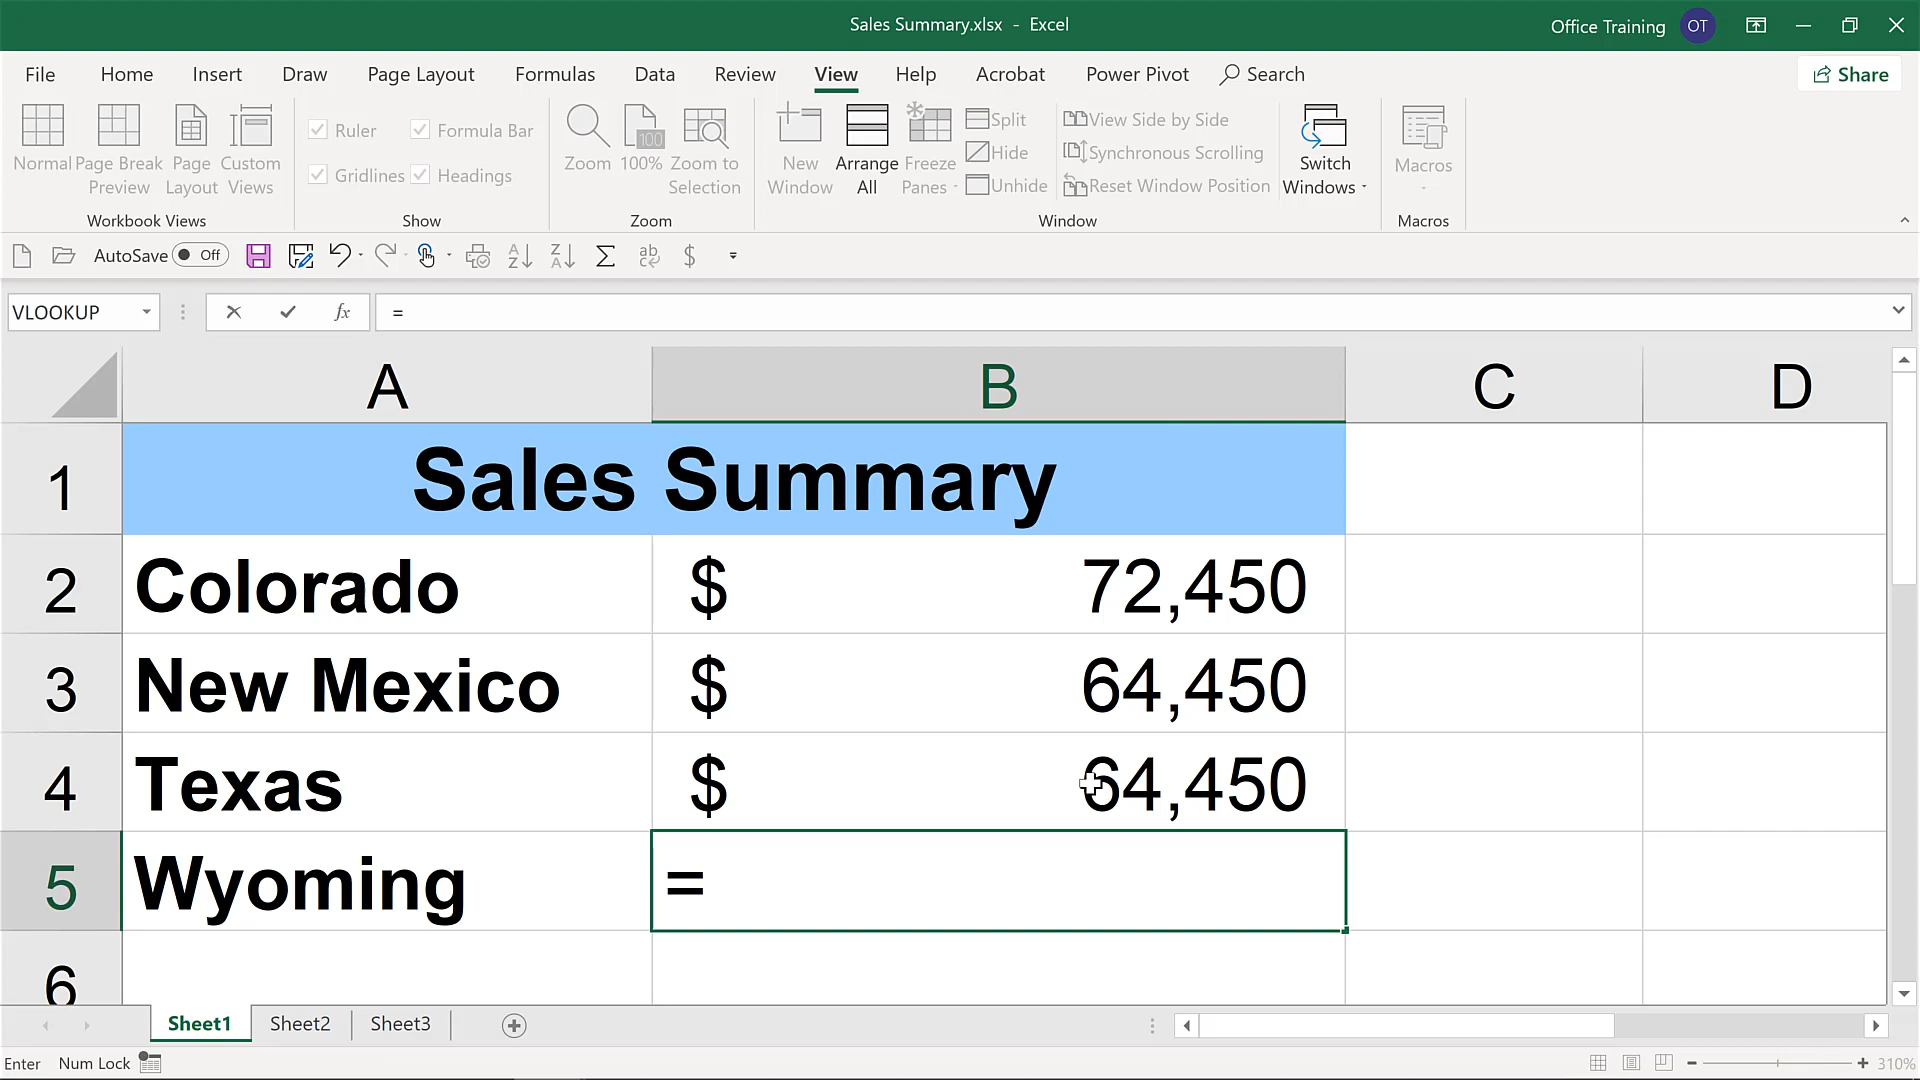 Sales Summary.xlsx - Excel
Office Training OT
File Home Insert Draw Page Layout Formulas Data Review View Help Acrobat Power Pivot Search Share
Normal
Page Break Preview
Page Layout
Custom Views
Workbook Views
Ruler
Formula Bar
Gridlines
Headings
Show
Zoom
100
100%
Zoom to Selection
Zoom
New Window
Arrange All
Freeze Panes
Split
Hide
Unhide
View Side by Side
Synchronous Scrolling
Reset Window Position
Switch Windows
Window
Macros
Macros
AutoSave Off
VLOOKUP fx =
A B C D
1 Sales Summary
2 Colorado $ 72,450
3 New Mexico $ 64,450
4 Texas $ 64,450
5 Wyoming =
6
Sheet1 Sheet2 Sheet3
Enter Num Lock 310%